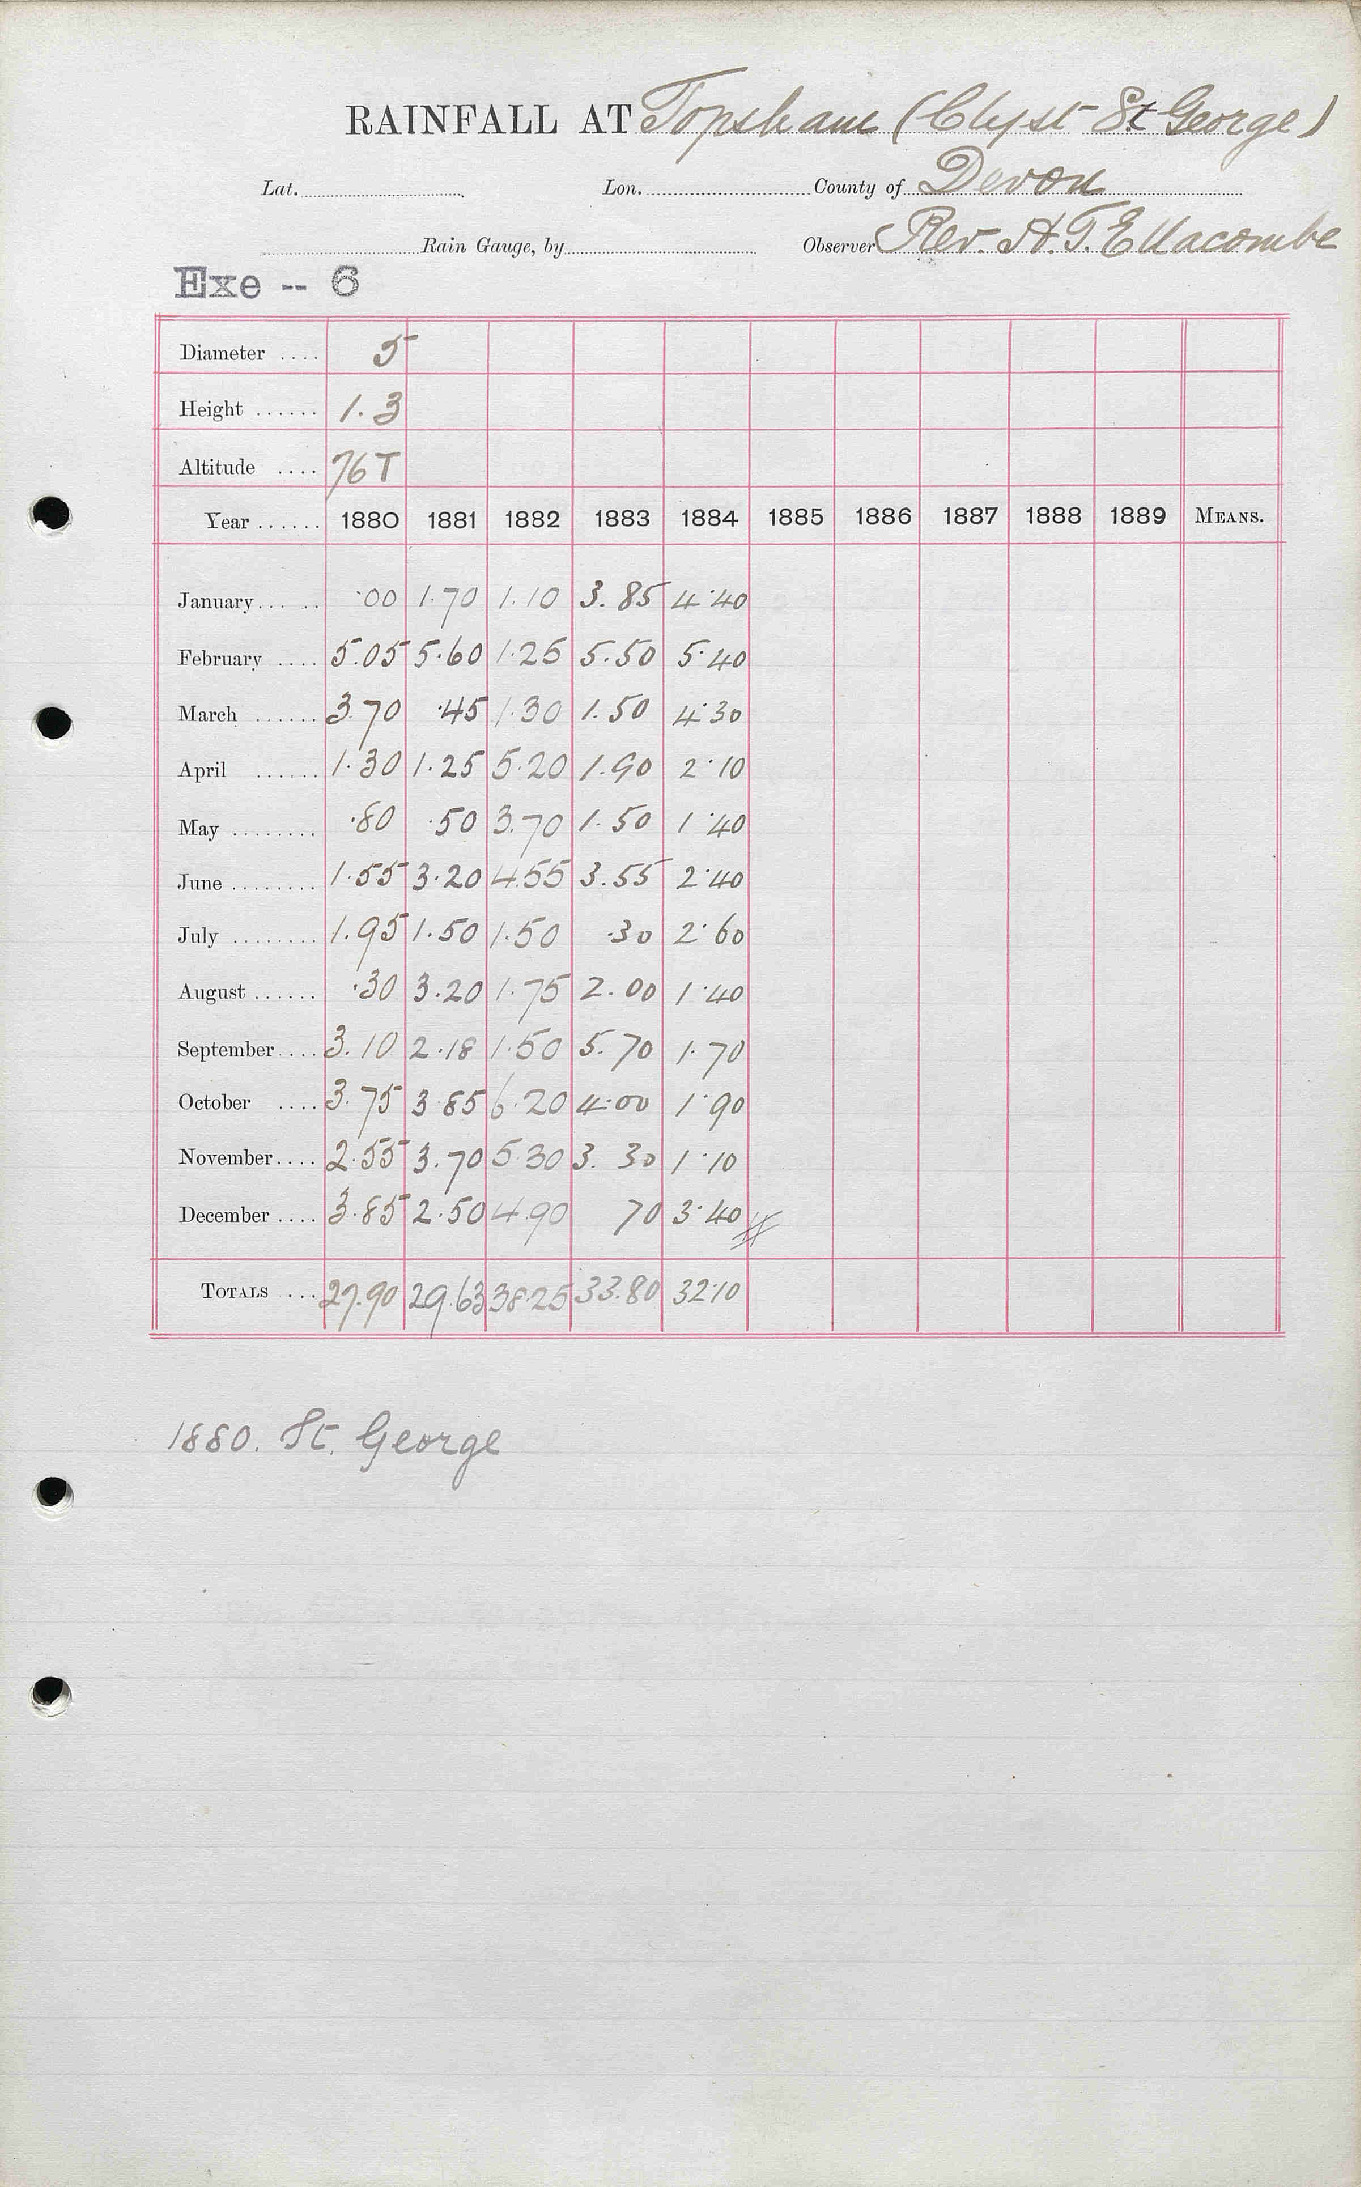 RAINFALL AT Topsham (Clyst St George)
Lat. Lon. County of Devon
Rain Gauge, by Observer Rev. H. T. Ellacombe
Exe -- 6
Diameter .... 5
Height ...... 1.3
Altitude .... 76 T
Year ...... 1880 1881 1882 1883 1884 1885 1886 1887 1888 1889 MEANS.
January... .. ·00 1.70 1.10 3.85 4.40
February .... 5.05 5.60 1.25 5.50 5.40
March ...... 3.70 ·45 1.30 1.50 4.30
April ...... 1.30 1.25 5.20 1.90 2.10
May ........ ·80 ·50 3.70 1.50 1.40
June ........ 1.55 3.20 4.55 3.55 2.40
July ........ 1.95 1.50 1.50 ·30 2.60
August ...... ·30 3.20 1.75 2.00 1.40
September.... 3.10 2.18 1.50 5.70 1.70
October .... 3.75 3.85 6.20 4.00 1.90
November.... 2.55 3.70 5.30 3.30 1.10
December .... 3.85 2.50 4.90 70 3.40
TOTALS .... 27.90 29.63 38.25 33.80 32.10
1880. St. George